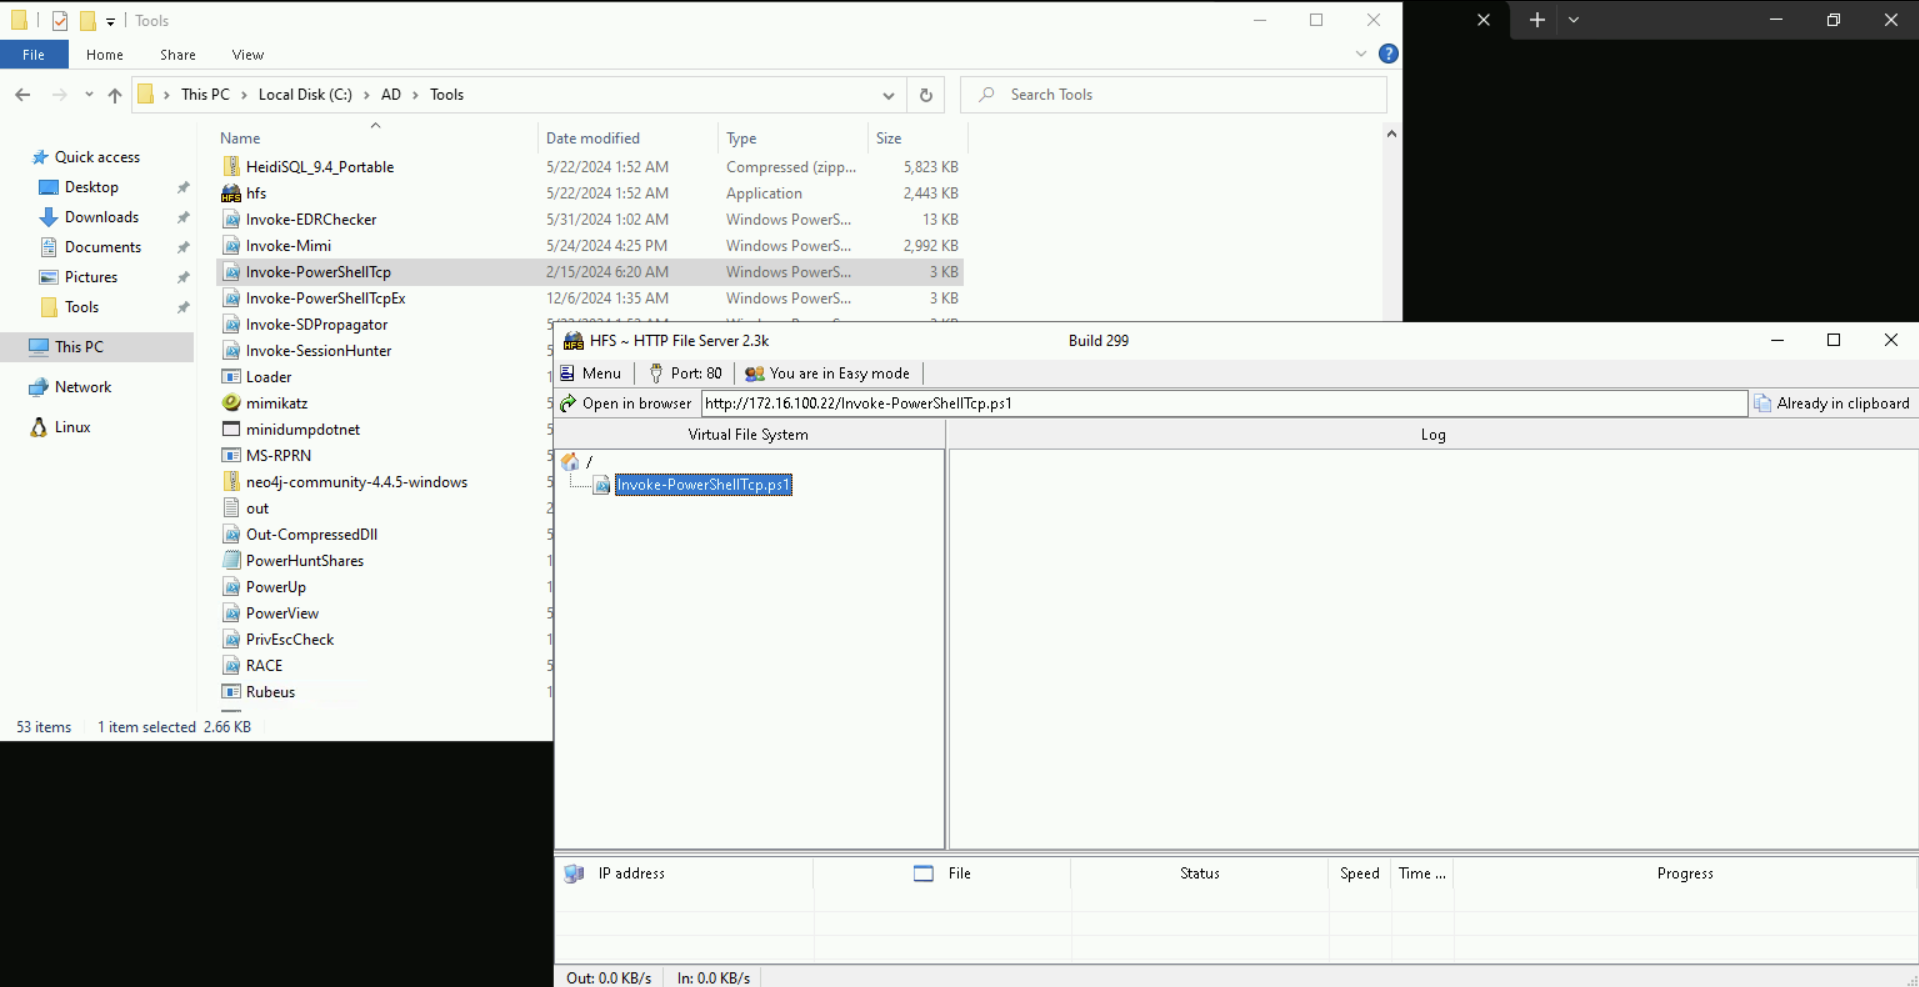 Tools
File Home Share View
This PC › Local Disk (C:) › AD › Tools
Search Tools
Quick access
Desktop
Downloads
Documents
Pictures
Tools
This PC
Network
Linux
Name Date modified Type Size
HeidiSQL_9.4_Portable 5/22/2024 1:52 AM Compressed (zipp... 5,823 KB
hfs 5/22/2024 1:52 AM Application 2,443 KB
Invoke-EDRChecker 5/31/2024 1:02 AM Windows PowerS... 13 KB
Invoke-Mimi 5/24/2024 4:25 PM Windows PowerS... 2,992 KB
Invoke-PowerShellTcp 2/15/2024 6:20 AM Windows PowerS... 3 KB
Invoke-PowerShellTcpEx 12/6/2024 1:35 AM Windows PowerS... 3 KB
Invoke-SDPropagator
Invoke-SessionHunter
Loader
mimikatz
minidumpdotnet
MS-RPRN
neo4j-community-4.4.5-windows
out
Out-CompressedDll
PowerHuntShares
PowerUp
PowerView
PrivEscCheck
RACE
Rubeus
53 items 1 item selected 2.66 KB
HFS ~ HTTP File Server 2.3k Build 299
Menu Port: 80 You are in Easy mode
Open in browser http://172.16.100.22/Invoke-PowerShellTcp.ps1 Already in clipboard
Virtual File System Log
/
Invoke-PowerShellTcp.ps1
IP address File Status Speed Time ... Progress
Out: 0.0 KB/s In: 0.0 KB/s